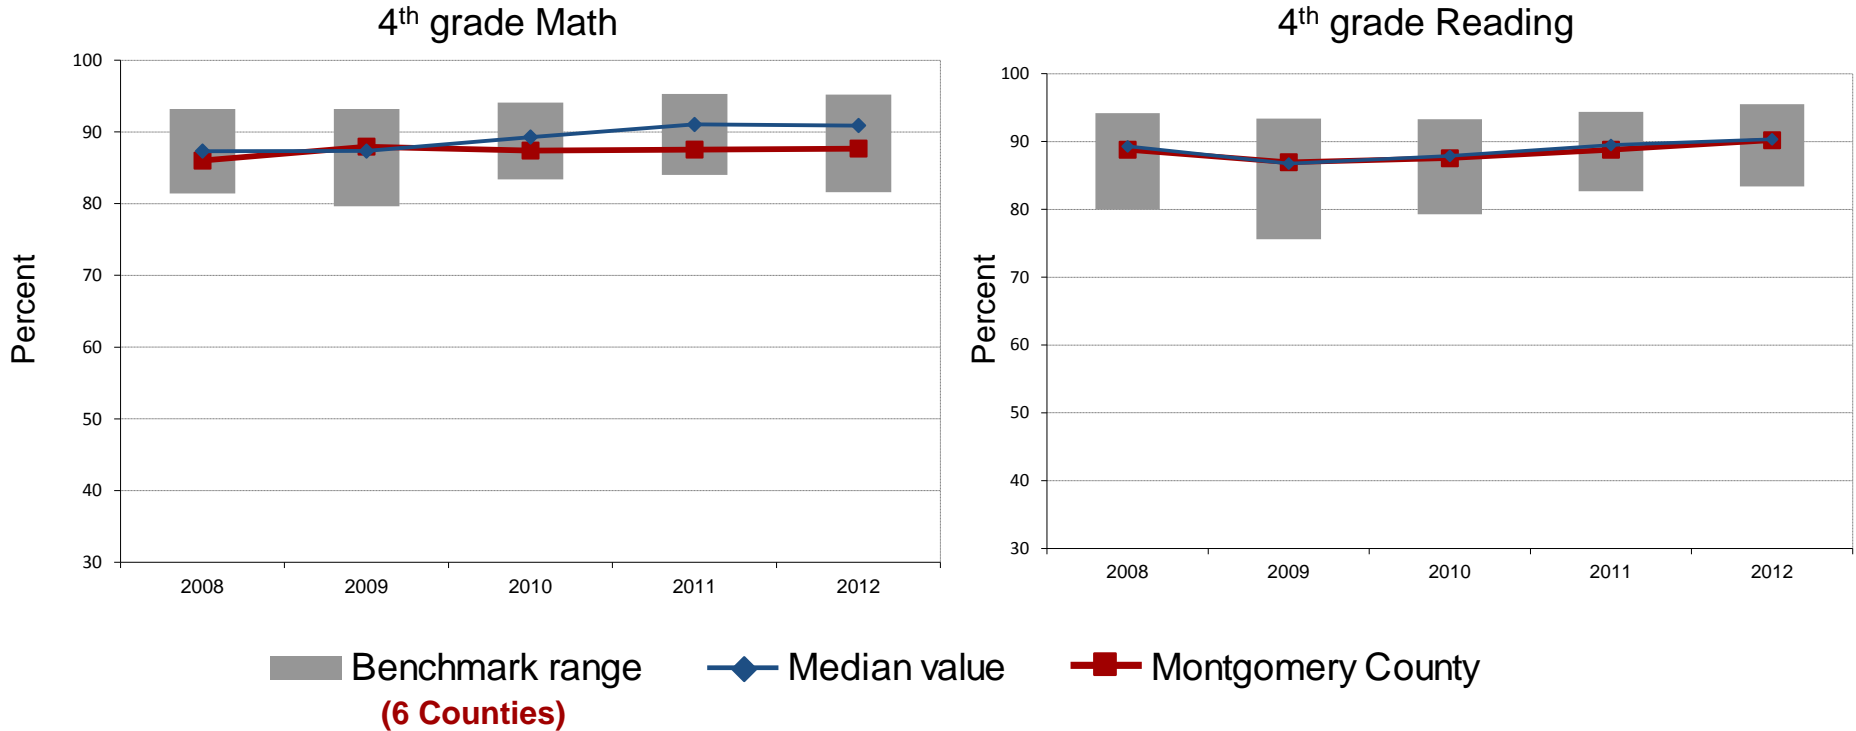 4th grade Math
4th grade Reading
Percent
100
90
80
70
60
50
40
30
2008 2009 2010 2011 2012
Percent
100
90
80
70
60
50
40
30
2008 2009 2010 2011 2012
Benchmark range Median value Montgomery County
(6 Counties)